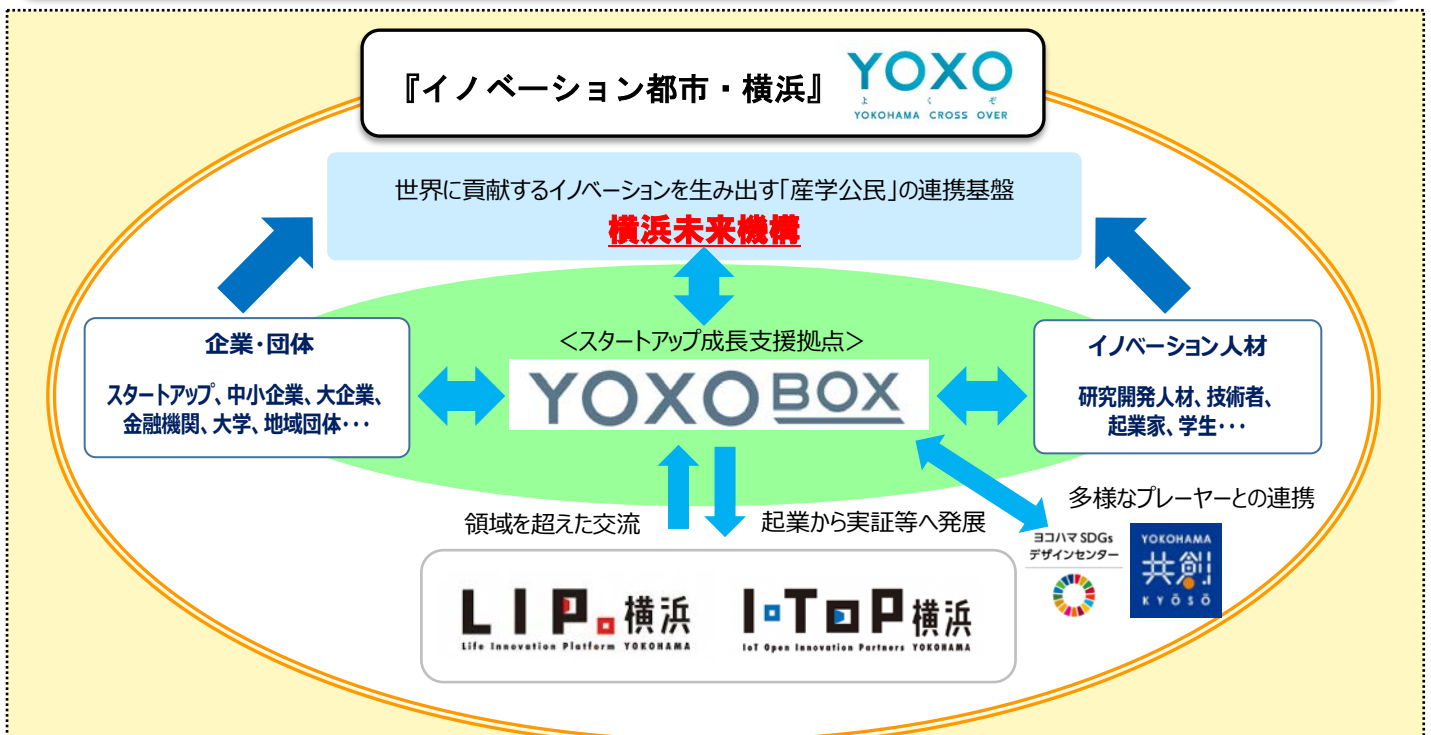 『イノベーション都市・横浜』
YOXO
よ く ぞ
YOKOHAMA CROSS OVER
世界に貢献するイノベーションを生み出す「産学公民」の連携基盤
横浜未来機構
企業・団体
スタートアップ、中小企業、大企業、
金融機関、大学、地域団体・・・
<スタートアップ成長支援拠点>
YOXO BOX
イノベーション人材
研究開発人材、技術者、
起業家、学生・・・
領域を超えた交流
起業から実証等へ発展
多様なプレーヤーとの連携
ヨコハマ SDGs
デザインセンター
YOKOHAMA
共創
KYŌSŌ
LIP.横浜
Life Innovation Platform YOKOHAMA
I・TOP横浜
IoT Open Innovation Partners YOKOHAMA